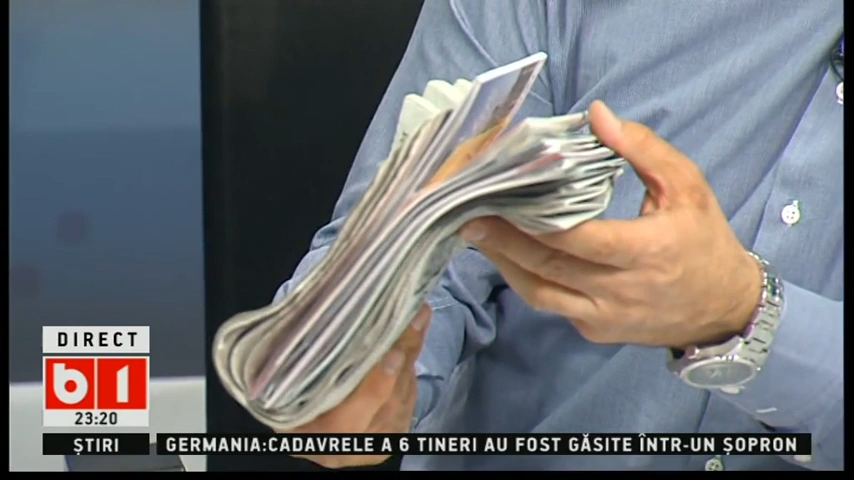 DIRECT
b1
23:20
ȘTIRI
GERMANIA:CADAVRELE A 6 TINERI AU FOST GĂSITE ÎNTR-UN ȘOPRON